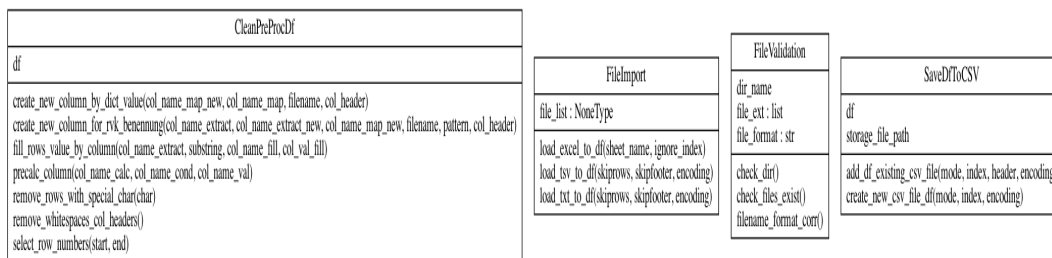 CleanPreProcDf
df
create_new_column_by_dict_value(col_name_map_new, col_name_map, filename, col_header)
create_new_column_for_rvk_benennung(col_name_extract, col_name_extract_new, col_name_map_new, filename, pattern, col_header)
fill_rows_value_by_column(col_name_extract, substring, col_name_fill, col_val_fill)
precalc_column(col_name_calc, col_name_cond, col_name_val)
remove_rows_with_special_char(char)
remove_whitespaces_col_headers()
select_row_numbers(start, end)
FileImport
file_list : NoneType
load_excel_to_df(sheet_name, ignore_index)
load_tsv_to_df(skiprows, skipfooter, encoding)
load_txt_to_df(skiprows, skipfooter, encoding)
FileValidation
dir_name
file_ext : list
file_format : str
check_dir()
check_files_exist()
filename_format_corr()
SaveDfToCSV
df
storage_file_path
add_df_existing_csv_file(mode, index, header, encoding
create_new_csv_file_df(mode, index, encoding)